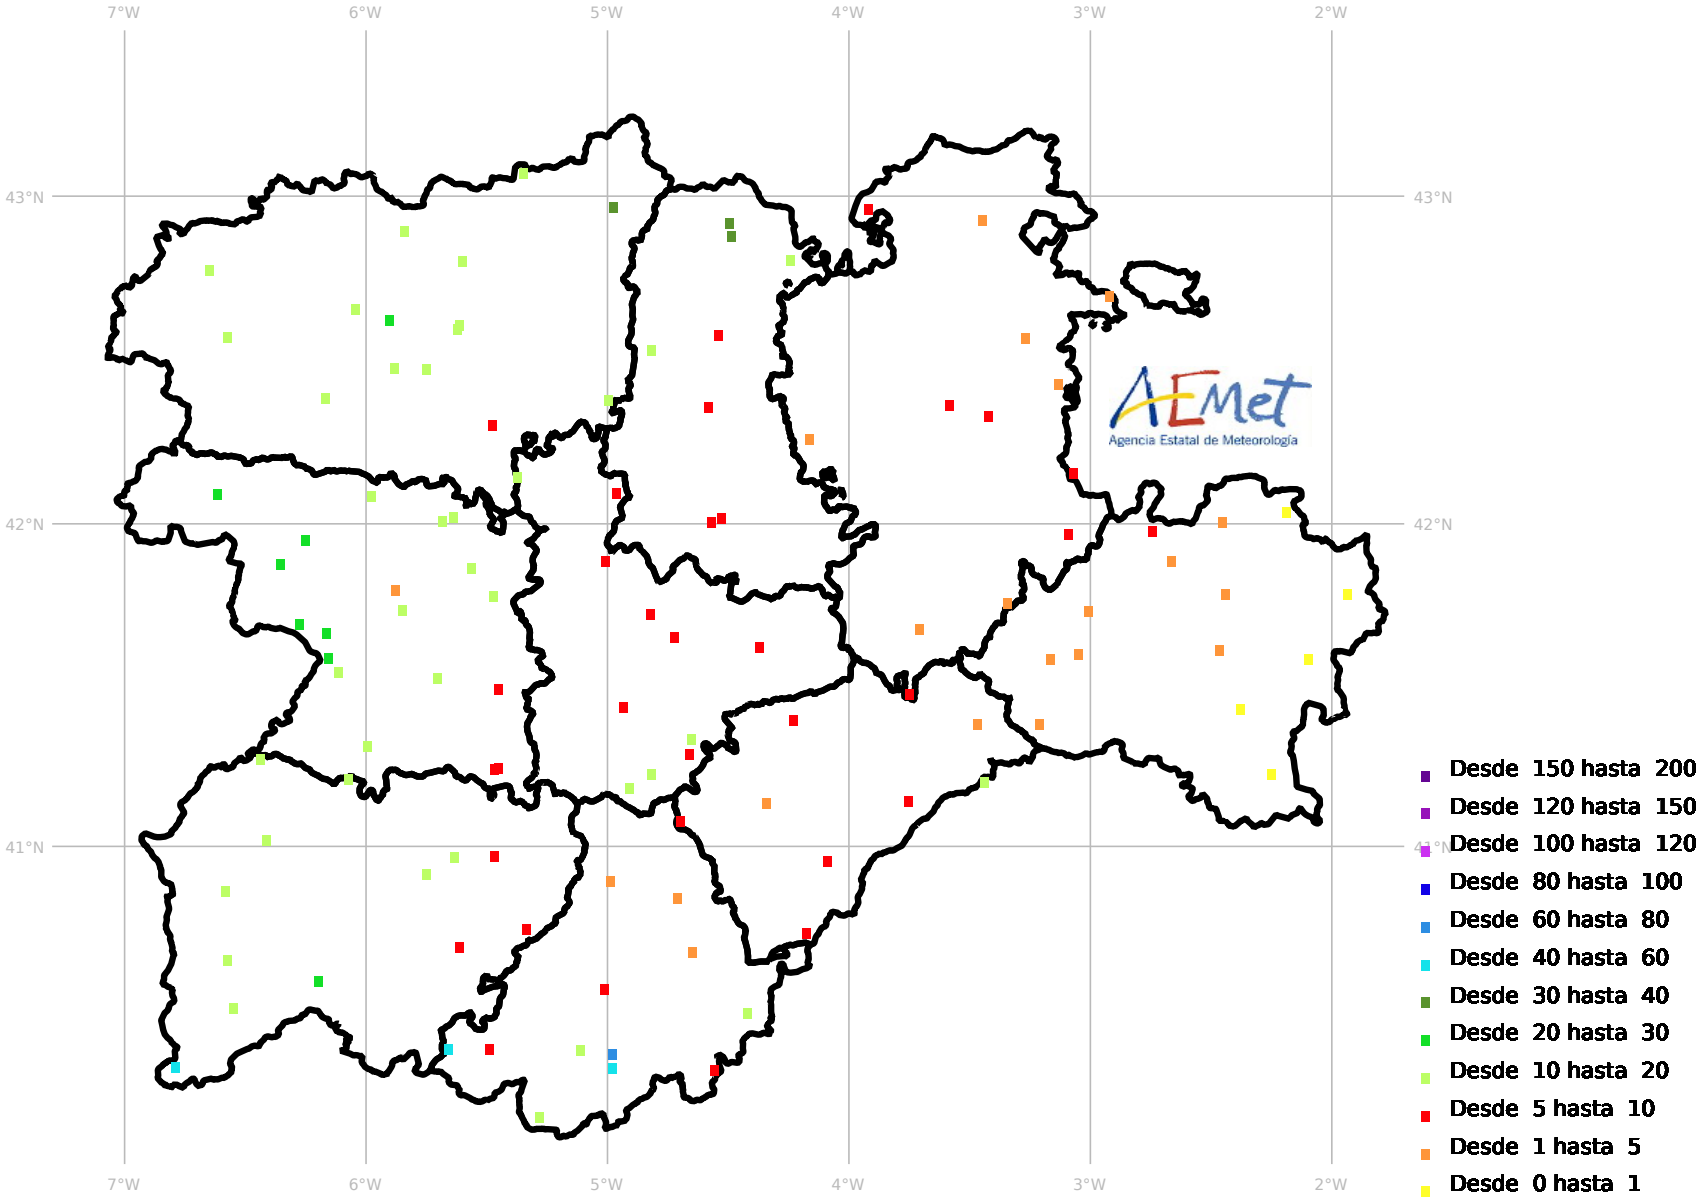 7°W 6°W 5°W 4°W 3°W 2°W
43°N 43°N
AEMet
Agencia Estatal de Meteorología
42°N 42°N
Desde 150 hasta 200
Desde 120 hasta 150
41°N 41°N
Desde 100 hasta 120
Desde 80 hasta 100
Desde 60 hasta 80
Desde 40 hasta 60
Desde 30 hasta 40
Desde 20 hasta 30
Desde 10 hasta 20
Desde 5 hasta 10
Desde 1 hasta 5
Desde 0 hasta 1
7°W 6°W 5°W 4°W 3°W 2°W